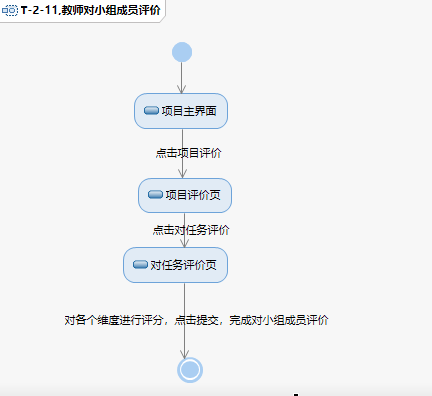 T-2-11,教师对小组成员评价
项目主界面
点击项目评价
项目评价页
点击对任务评价
对任务评价页
对各个维度进行评分，点击提交，完成对小组成员评价